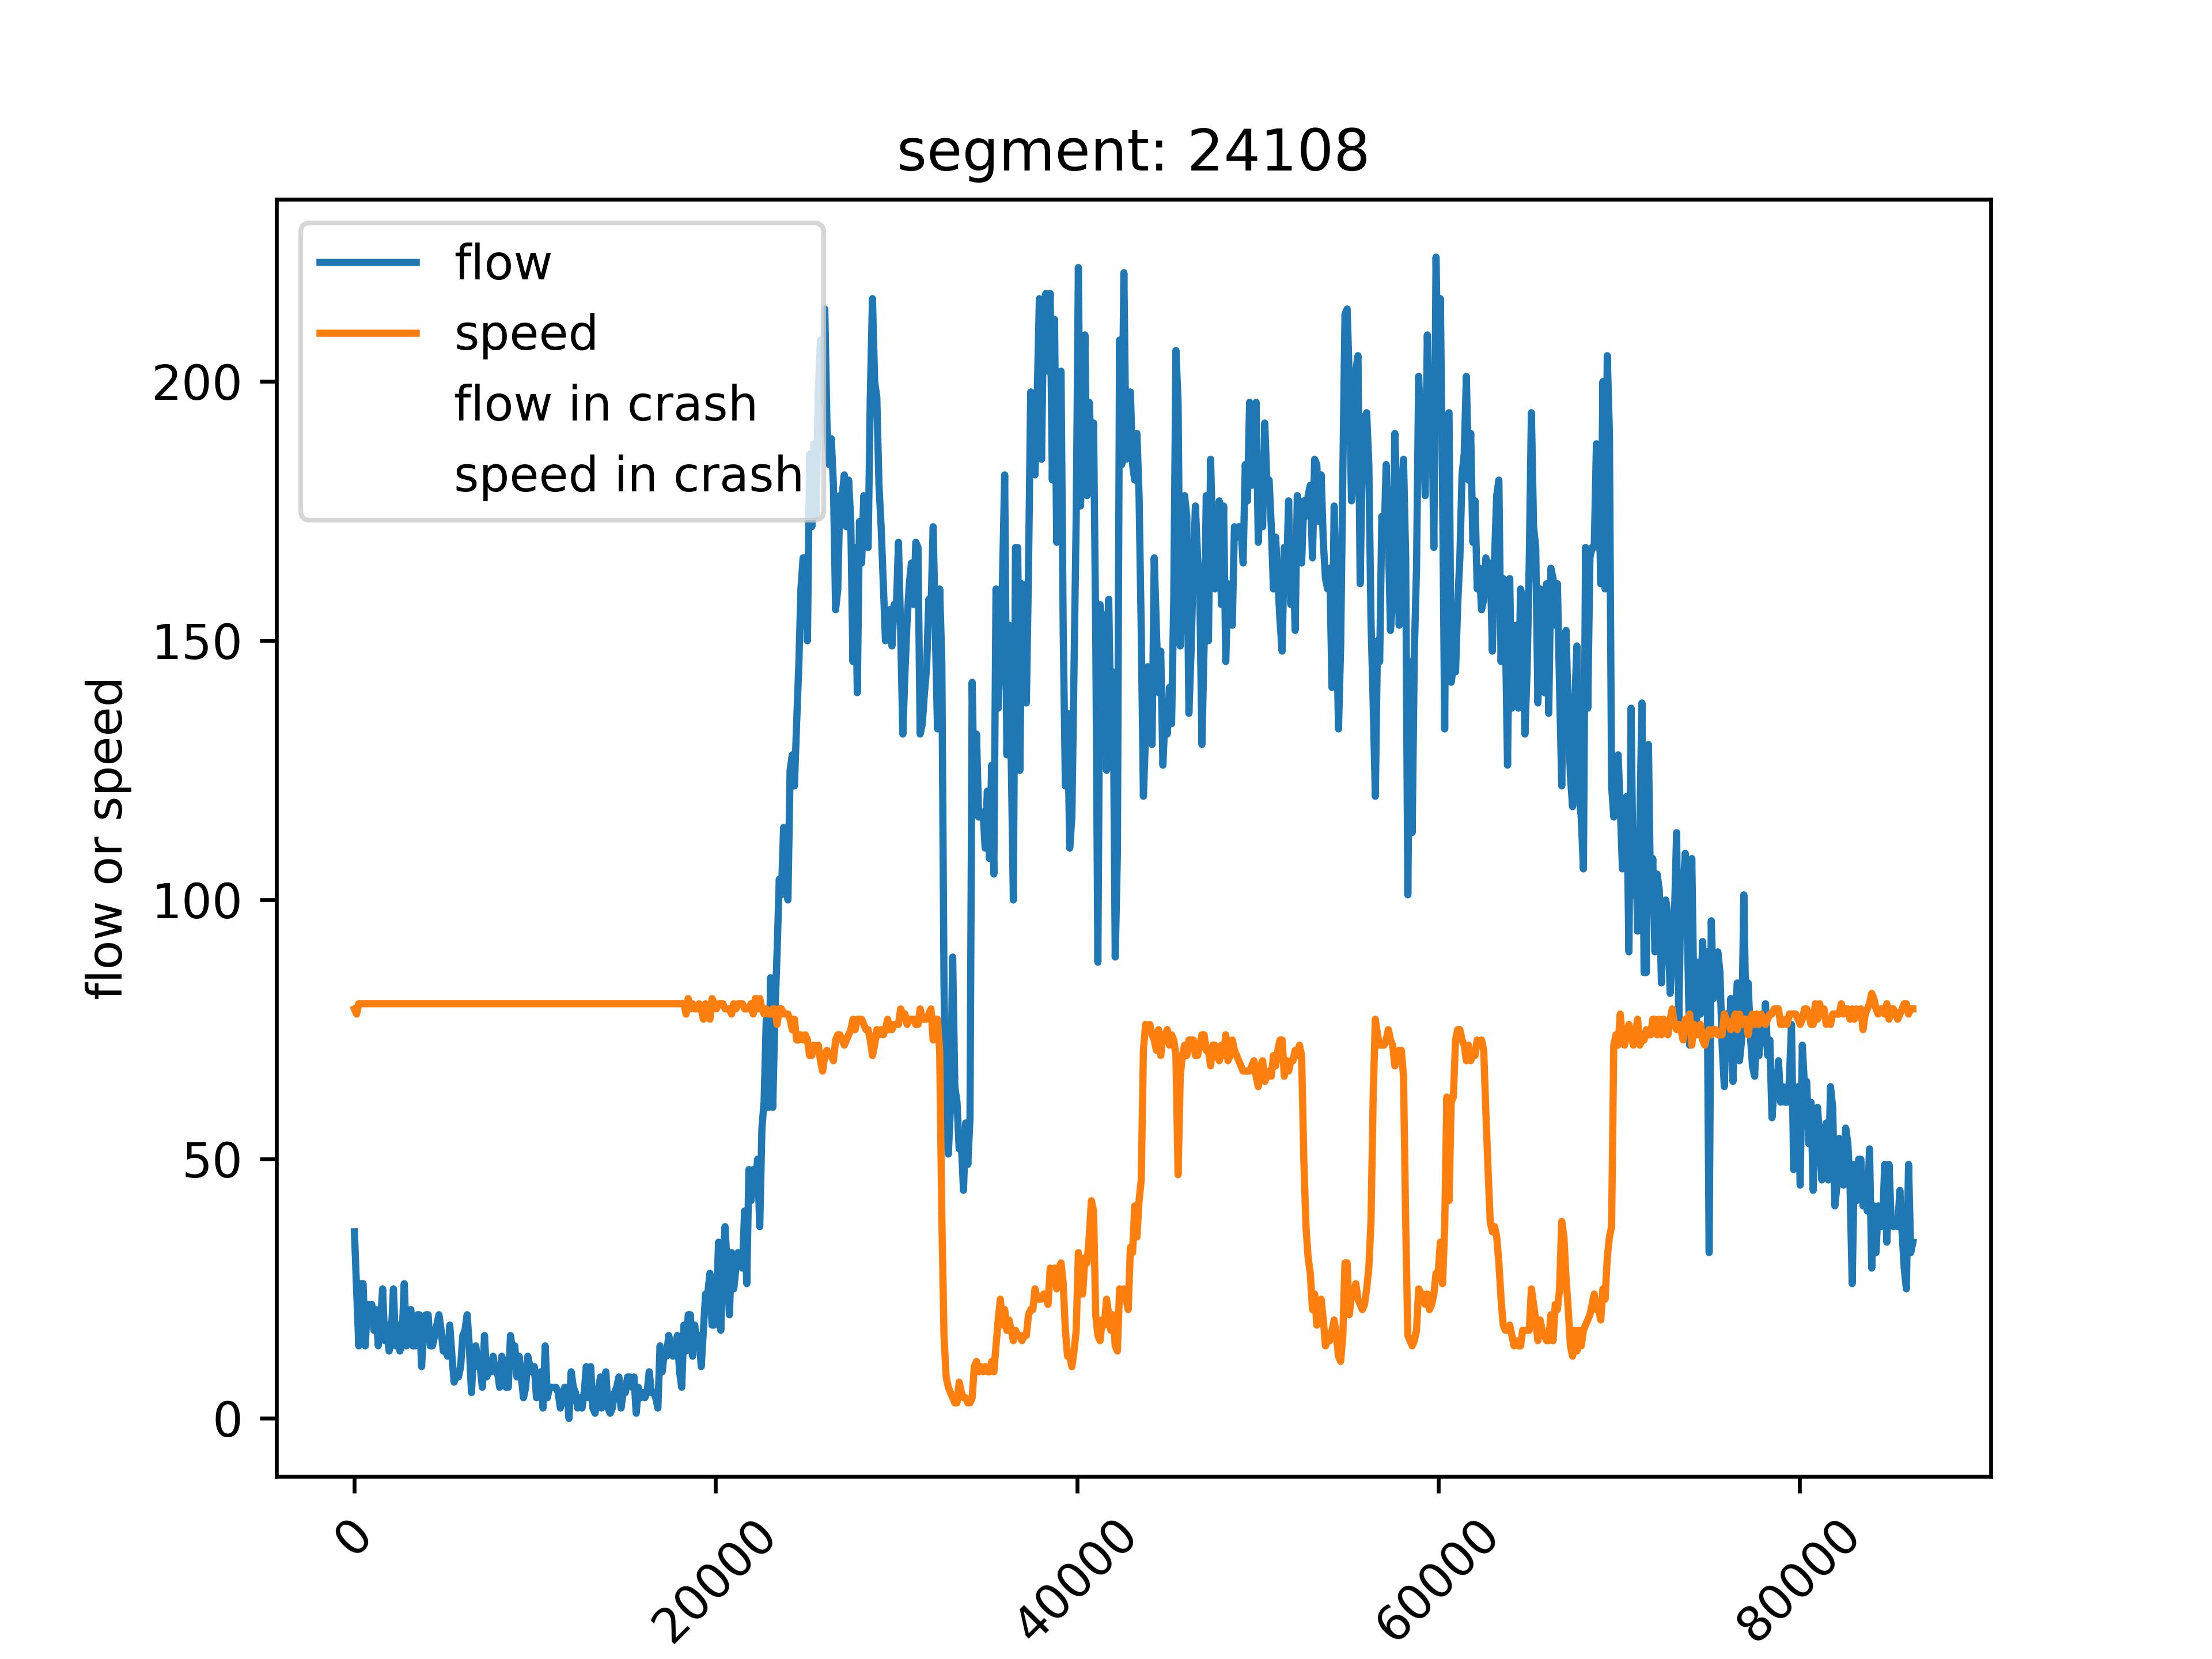 segment: 24108
flow
speed
flow in crash
speed in crash
flow or speed
200
150
100
50
0
0
20000
40000
60000
80000